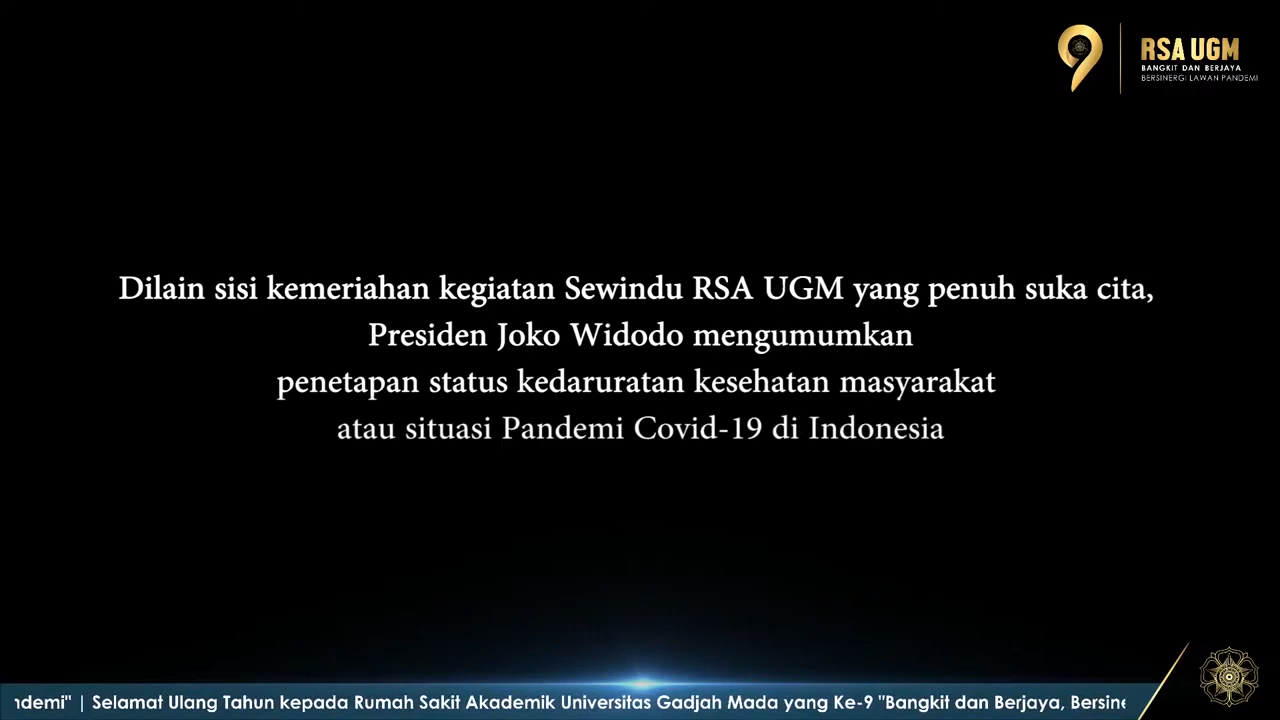 RSA UGM
BANGKIT DAN BERJAYA
BERSINERGI LAWAN PANDEMI
Dilain sisi kemeriahan kegiatan Sewindu RSA UGM yang penuh suka cita,
Presiden Joko Widodo mengumumkan
penetapan status kedaruratan kesehatan masyarakat
atau situasi Pandemi Covid-19 di Indonesia
ndemi" | Selamat Ulang Tahun kepada Rumah Sakit Akademik Universitas Gadjah Mada yang Ke-9 "Bangkit dan Berjaya, Bersine